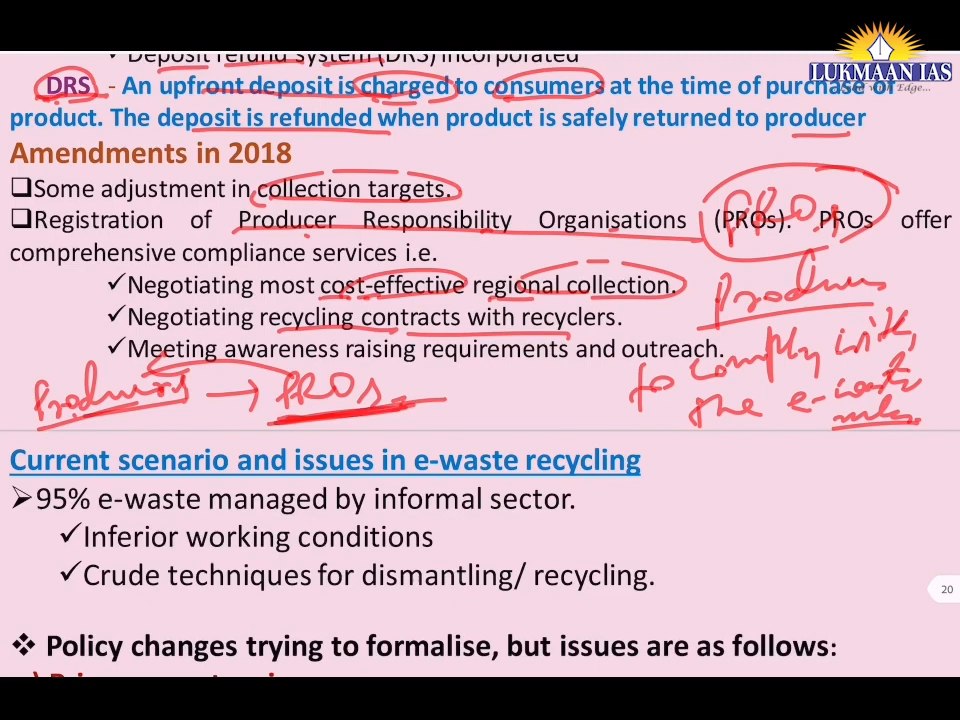 ✓ Deposit refund system (DRS) incorporated
LUKMAAN IAS
DRS - An upfront deposit is charged to consumers at the time of purchase of
product. The deposit is refunded when product is safely returned to producer
Amendments in 2018
❑Some adjustment in collection targets.
PROs
❑Registration of Producer Responsibility Organisations (PROs). PROs offer
comprehensive compliance services i.e.
✓Negotiating most cost-effective regional collection.
Producers
✓Negotiating recycling contracts with recyclers.
✓Meeting awareness raising requirements and outreach.
to comply with
the e-waste
rules
Producers → PROs
Current scenario and issues in e-waste recycling
➢95% e-waste managed by informal sector.
✓Inferior working conditions
✓Crude techniques for dismantling/ recycling.
20
❖ Policy changes trying to formalise, but issues are as follows: